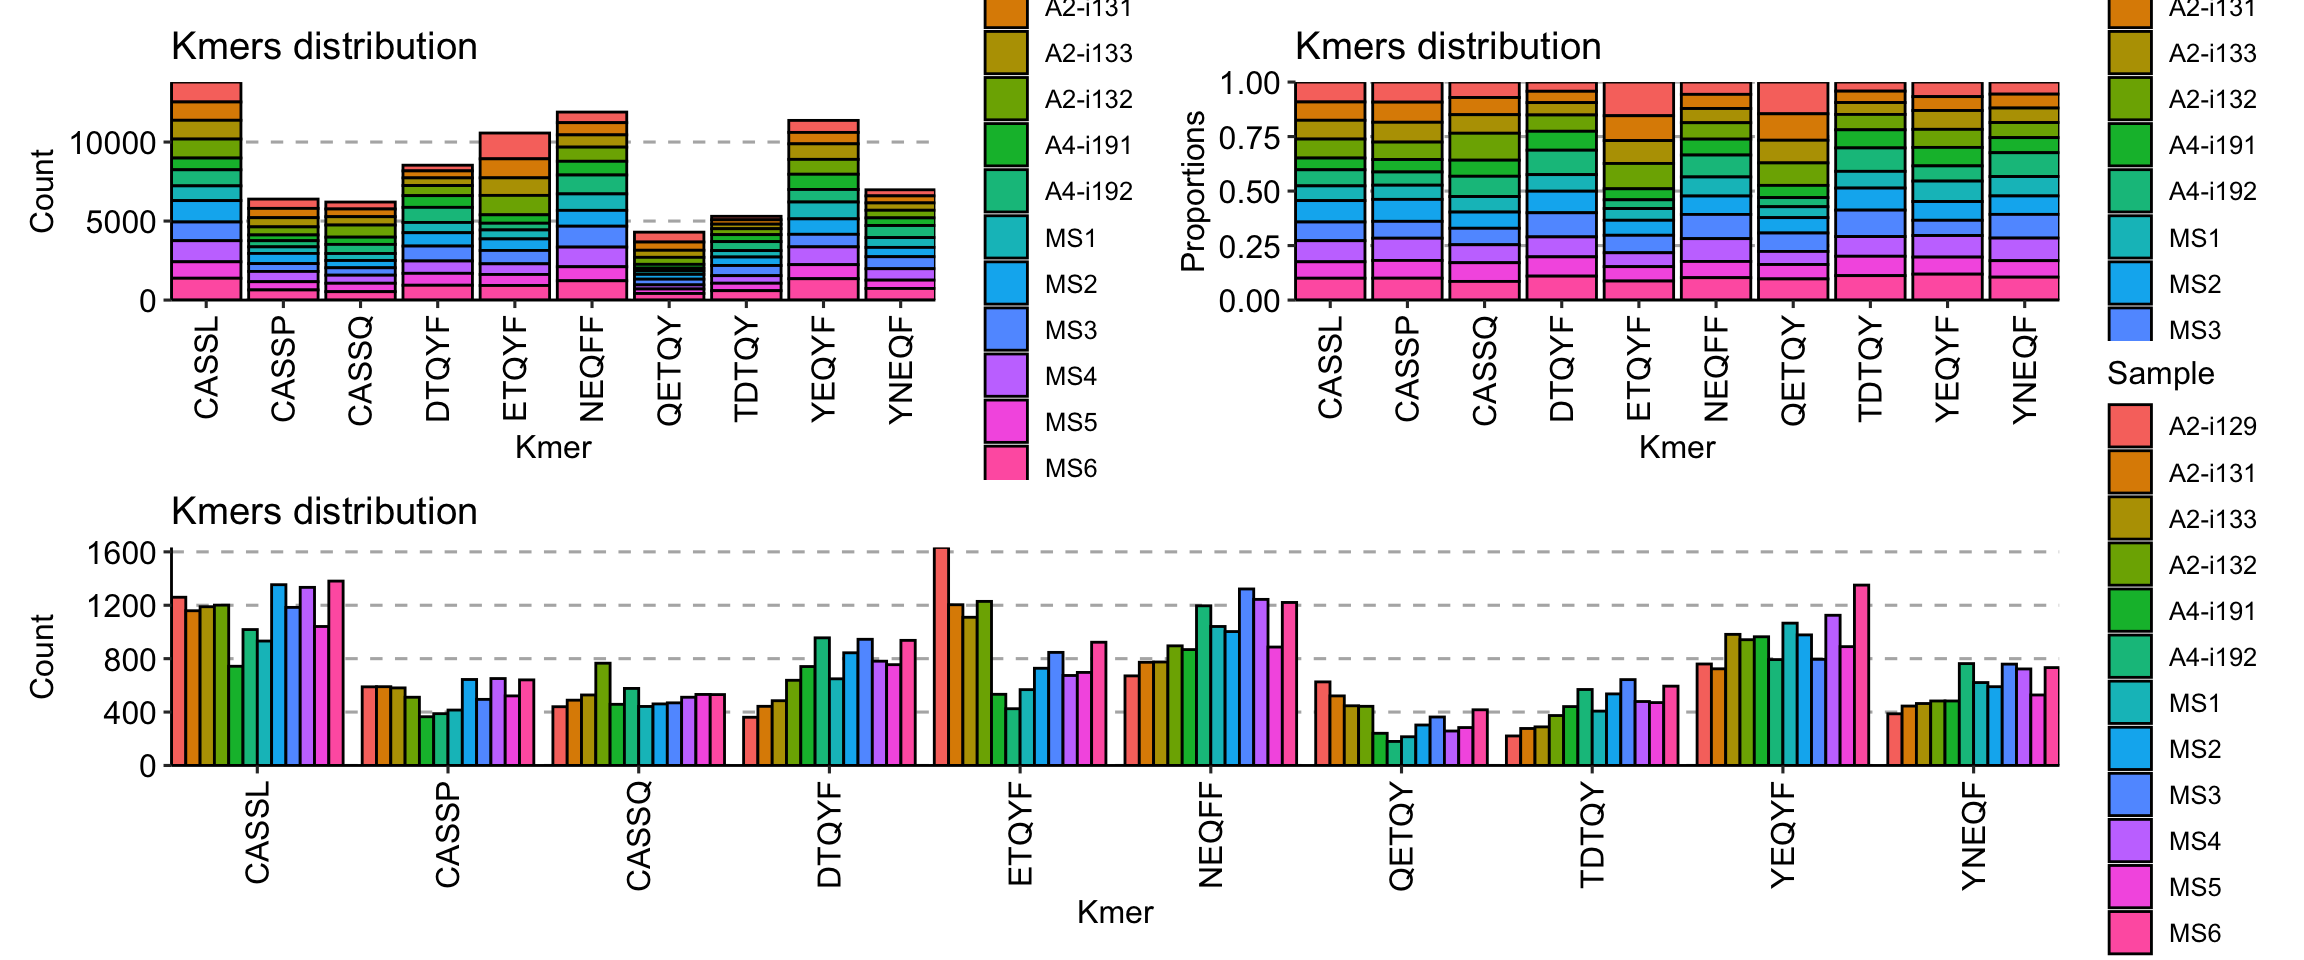 Kmers distribution
Count
10000
5000
0
CASSL
CASSP
CASSQ
DTQYF
ETQYF
NEQFF
QETQY
TDTQY
YEQYF
YNEQF
Kmer
A2-i131
A2-i133
A2-i132
A4-i191
A4-i192
MS1
MS2
MS3
MS4
MS5
MS6
Kmers distribution
Proportions
1.00
0.75
0.50
0.25
0.00
CASSL
CASSP
CASSQ
DTQYF
ETQYF
NEQFF
QETQY
TDTQY
YEQYF
YNEQF
Kmer
A2-i131
A2-i133
A2-i132
A4-i191
A4-i192
MS1
MS2
MS3
Kmers distribution
Count
1600
1200
800
400
0
CASSL
CASSP
CASSQ
DTQYF
ETQYF
NEQFF
QETQY
TDTQY
YEQYF
YNEQF
Kmer
Sample
A2-i129
A2-i131
A2-i133
A2-i132
A4-i191
A4-i192
MS1
MS2
MS3
MS4
MS5
MS6